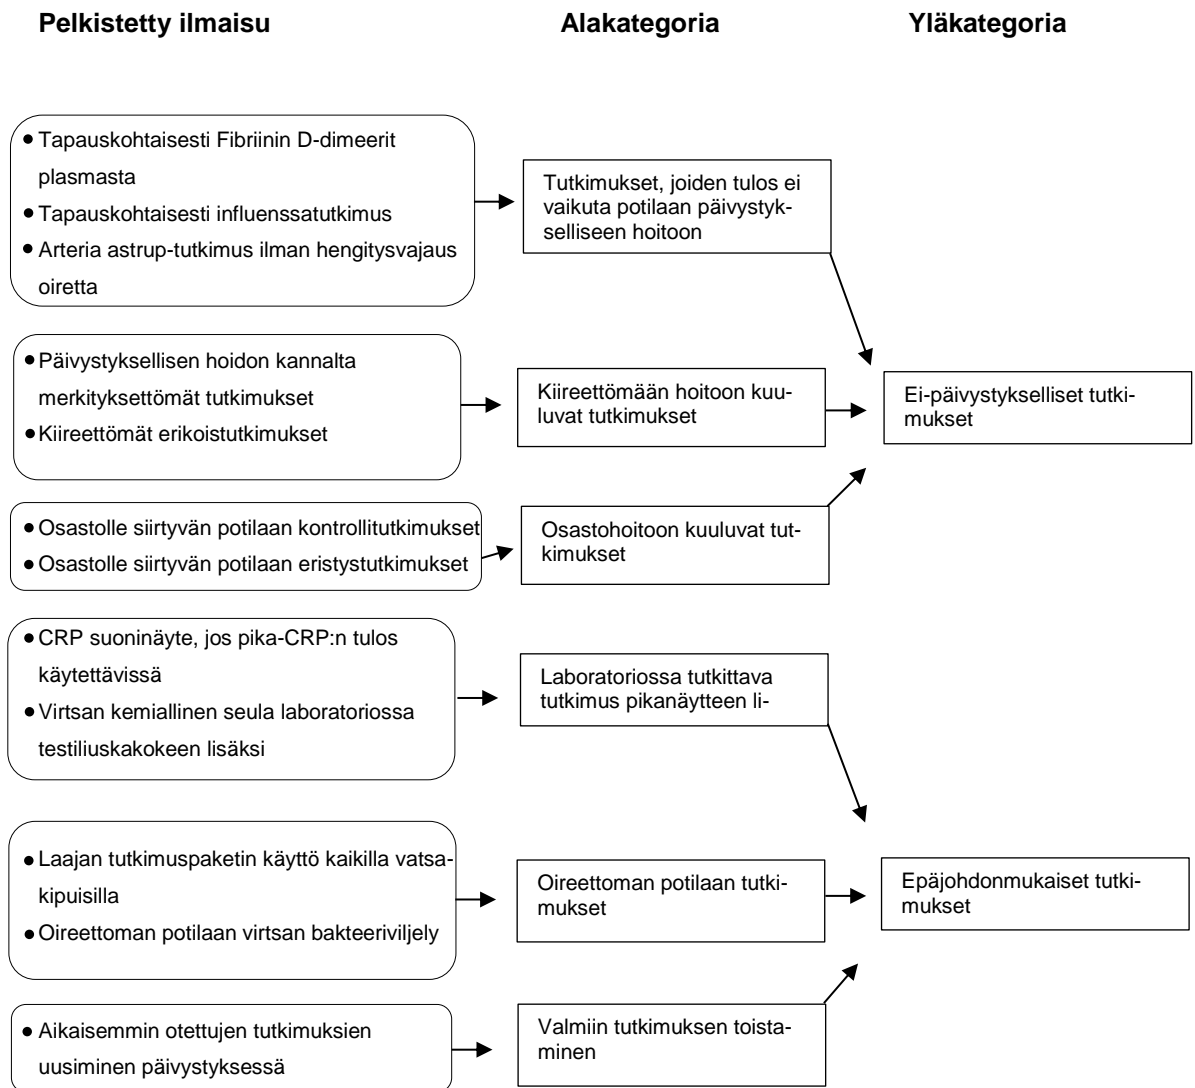 Pelkistetty ilmaisu
Alakategoria
Yläkategoria
• Tapauskohtaisesti Fibriinin D-dimeerit
plasmasta
• Tapauskohtaisesti influenssatutkimus
• Arteria astrup-tutkimus ilman hengitysvajaus
oiretta
Tutkimukset, joiden tulos ei
vaikuta potilaan päivystyk-
selliseen hoitoon
• Päivystyksellisen hoidon kannalta
merkityksettömät tutkimukset
• Kiireettömät erikoistutkimukset
Kiireettömään hoitoon kuu-
luvat tutkimukset
Ei-päivystykselliset tutki-
mukset
• Osastolle siirtyvän potilaan kontrollitutkimukset
• Osastolle siirtyvän potilaan eristystutkimukset
Osastohoitoon kuuluvat tut-
kimukset
• CRP suoninäyte, jos pika-CRP:n tulos
käytettävissä
• Virtsan kemiallinen seula laboratoriossa
testiliuskakokeen lisäksi
Laboratoriossa tutkittava
tutkimus pikanäytteen li-
• Laajan tutkimuspaketin käyttö kaikilla vatsa-
kipuisilla
• Oireettoman potilaan virtsan bakteeriviljely
Oireettoman potilaan tutki-
mukset
Epäjohdonmukaiset tutki-
mukset
• Aikaisemmin otettujen tutkimuksien
uusiminen päivystyksessä
Valmiin tutkimuksen toista-
minen